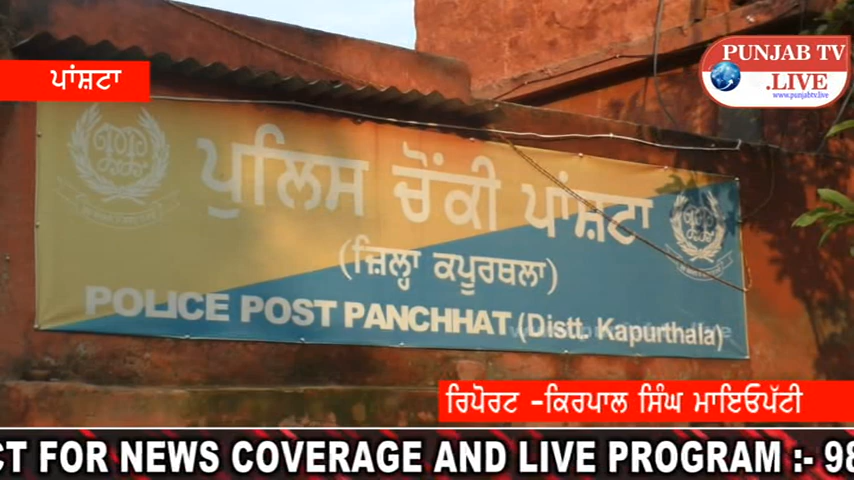 ਪਾਂਸ਼ਟਾ
PUNJAB TV
.LIVE
www.punjabtv.live
ਪੁਲਿਸ ਚੌਂਕੀ ਪਾਂਸ਼ਟਾ
(ਜ਼ਿਲ੍ਹਾ ਕਪੂਰਥਲਾ)
POLICE POST PANCHHAT (Distt. Kapurthala)
ਰਿਪੋਰਟ -ਕਿਰਪਾਲ ਸਿੰਘ ਮਾਇਓਪੱਟੀ
CT FOR NEWS COVERAGE AND LIVE PROGRAM :- 98